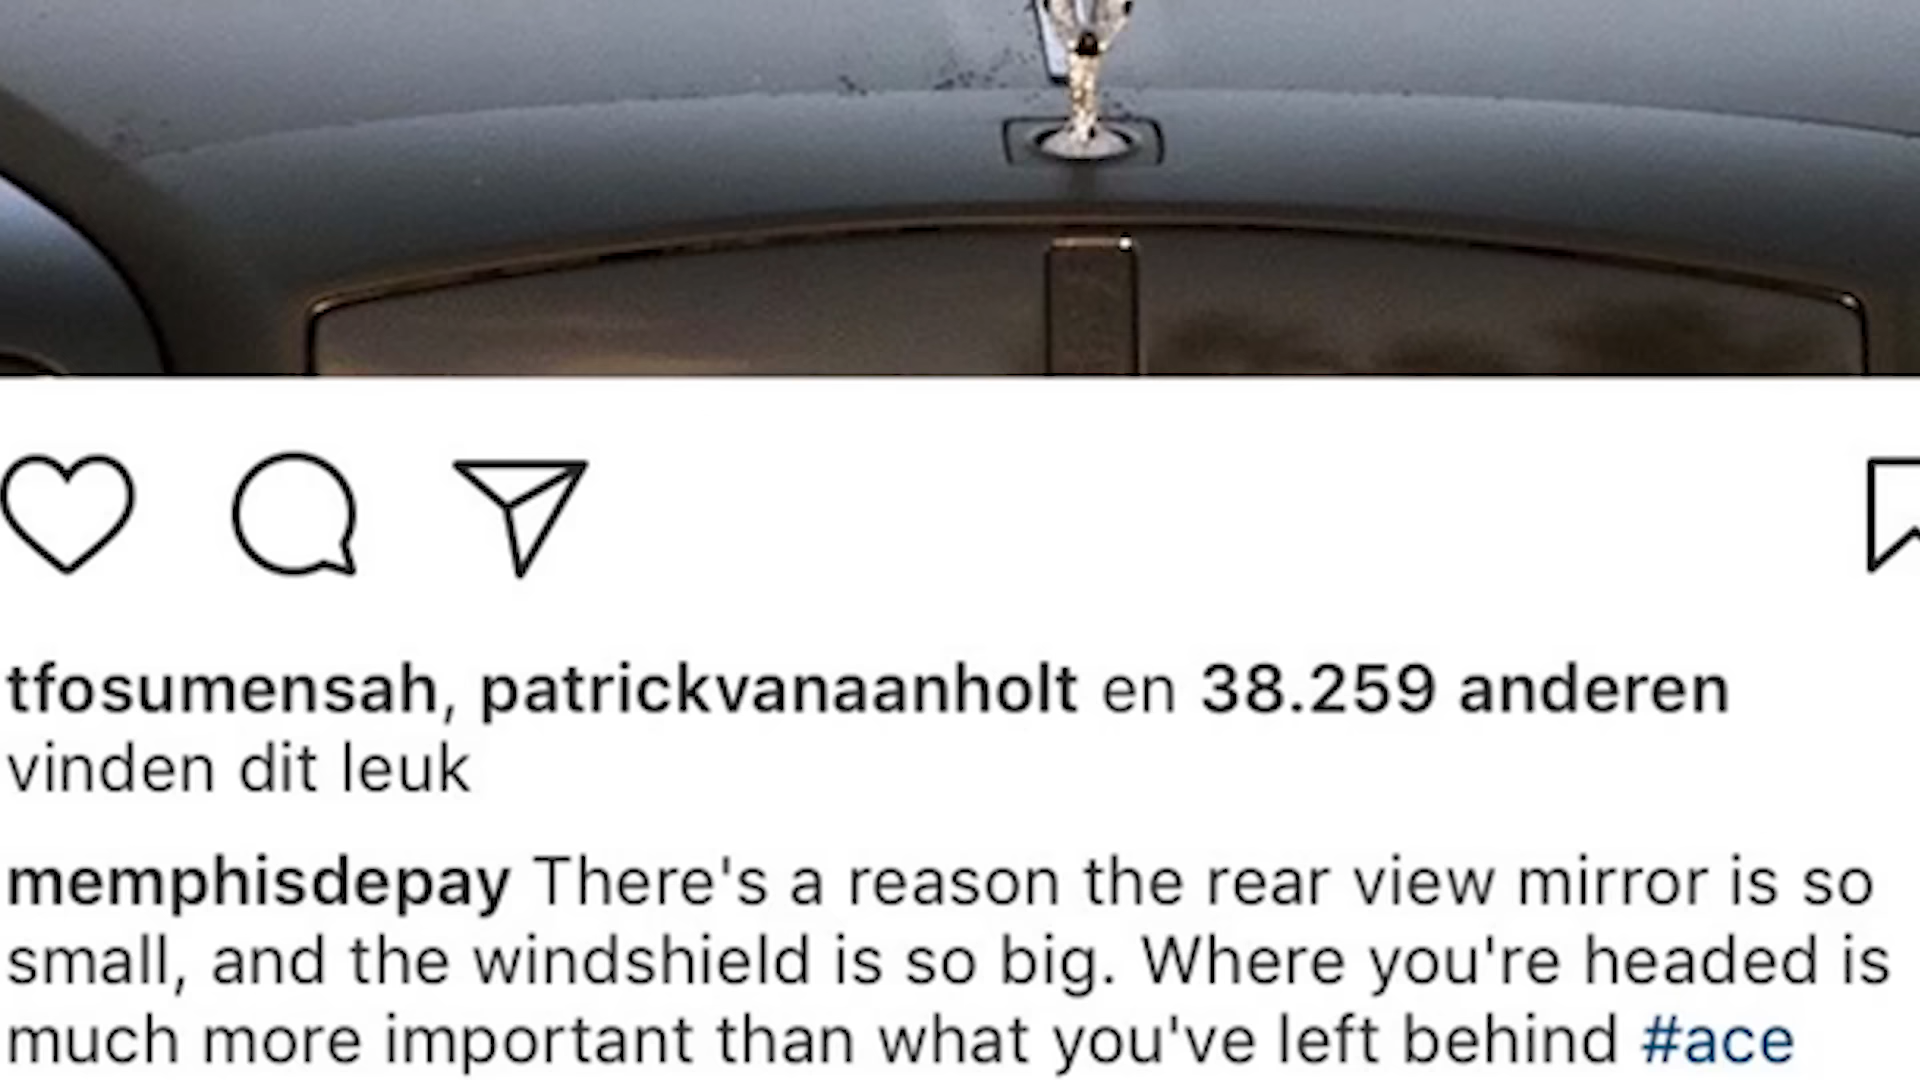 tfosumensah, patrickvanaanholt en 38.259 anderen
vinden dit leuk
memphisdepay There's a reason the rear view mirror is so
small, and the windshield is so big. Where you're headed is
much more important than what you've left behind #ace